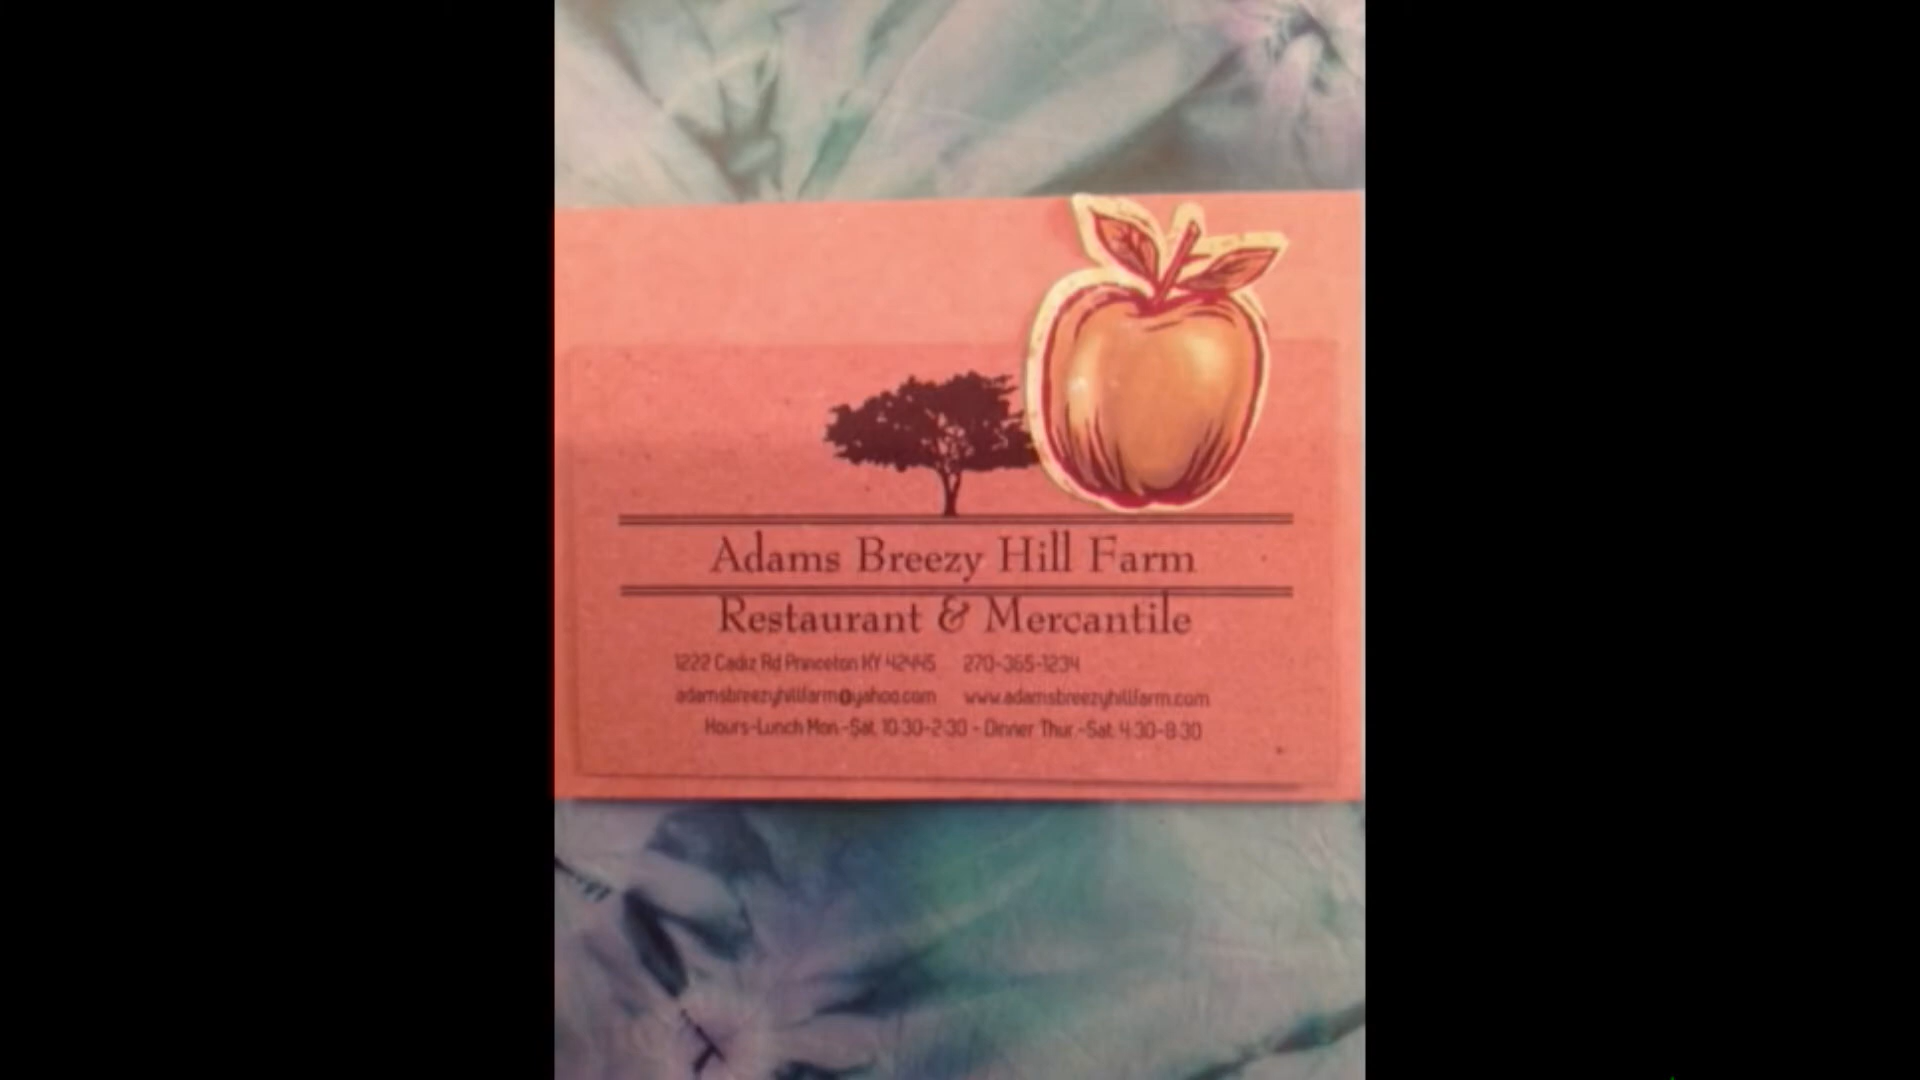 Adams Breezy Hill Farm
Restaurant & Mercantile
1222 Cadiz Rd Princeton KY 42445 270-365-1234
adamsbreezyhillfarm@yahoo.com www.adamsbreezyhillfarm.com
Hours-Lunch Mon.-Sat. 10:30-2:30 - Dinner Thur.-Sat. 4:30-8:30